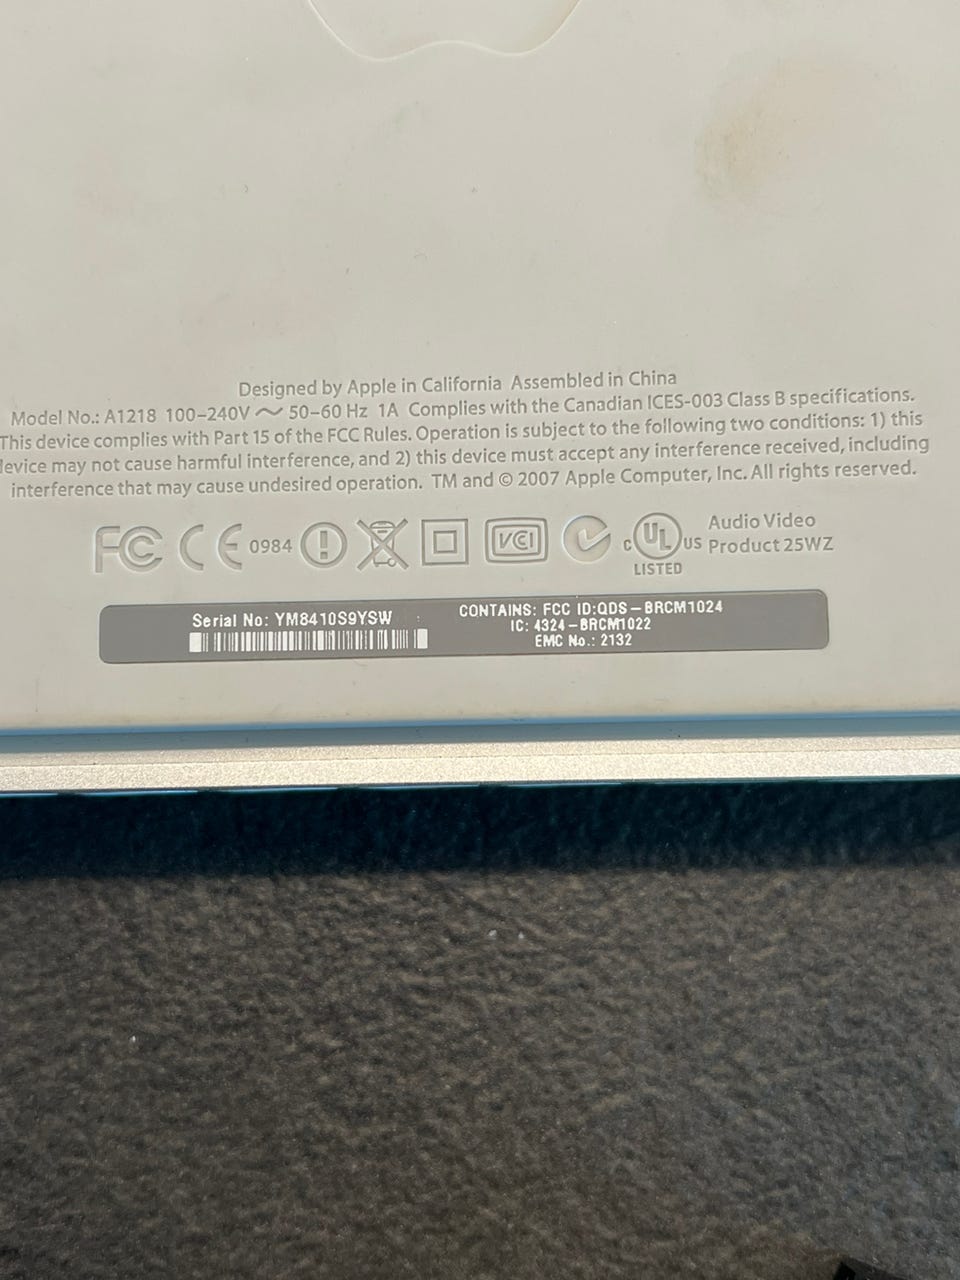 Designed by Apple in California Assembled in China
Model No.: A1218 100–240V ~ 50–60 Hz 1A Complies with the Canadian ICES-003 Class B specifications.
This device complies with Part 15 of the FCC Rules. Operation is subject to the following two conditions: 1) this
device may not cause harmful interference, and 2) this device must accept any interference received, including
interference that may cause undesired operation. TM and © 2007 Apple Computer, Inc. All rights reserved.
FC CE 0984 ! VCI C UL US Audio Video
LISTED Product 25WZ
Serial No: YM8410S9YSW
CONTAINS: FCC ID:QDS–BRCM1024
IC: 4324–BRCM1022
EMC No.: 2132